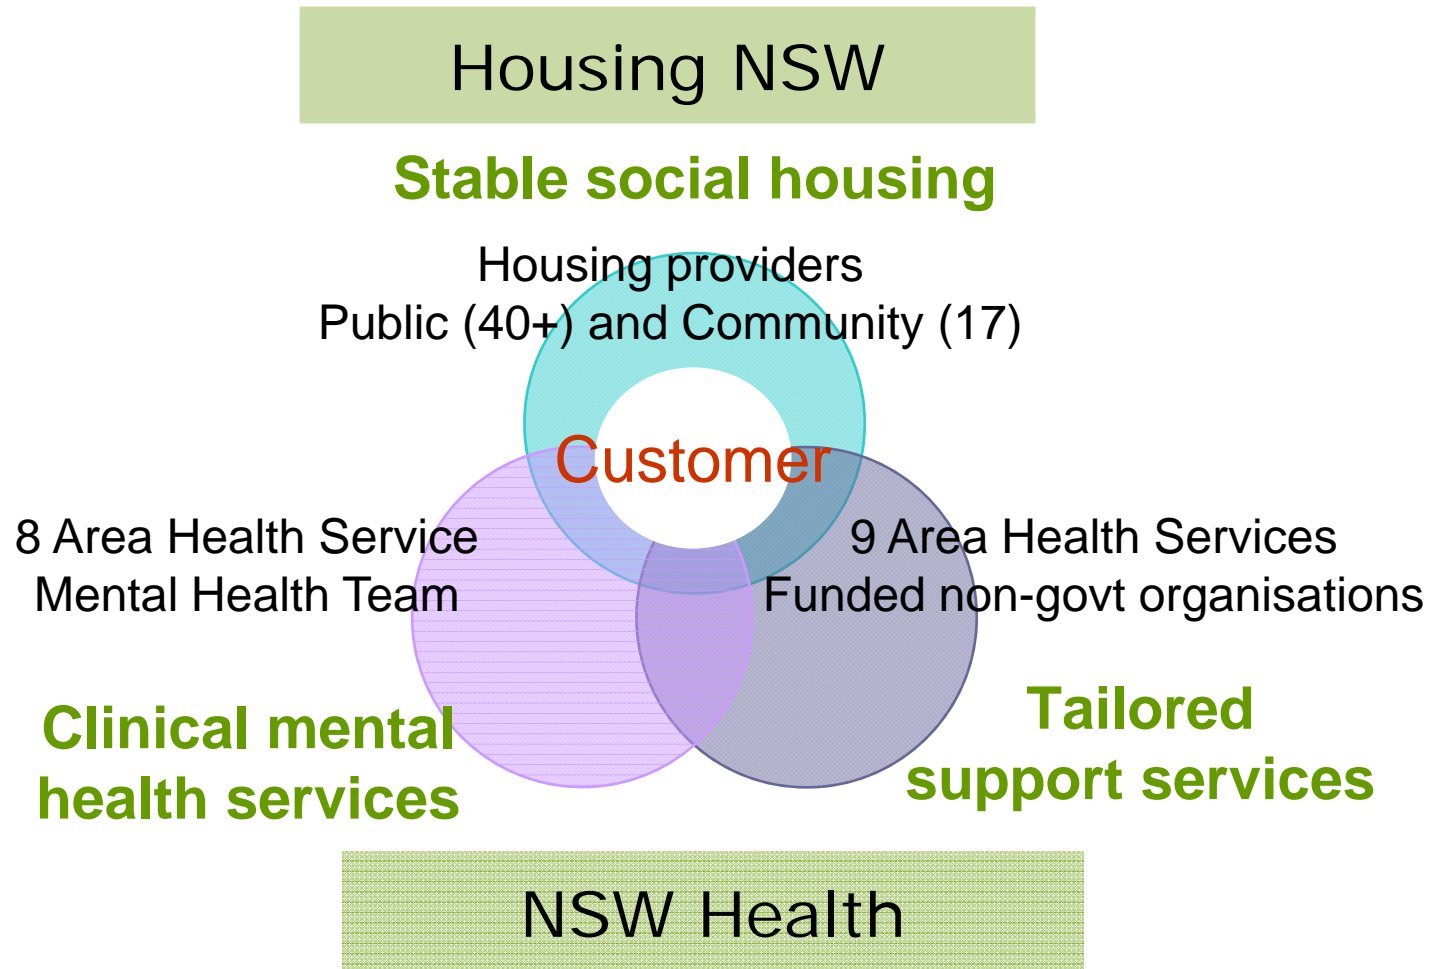 Housing NSW
Stable social housing
Housing providers
Public (40+) and Community (17)
Customer
8 Area Health Service
Mental Health Team
9 Area Health Services
Funded non-govt organisations
Clinical mental
health services
Tailored
support services
NSW Health